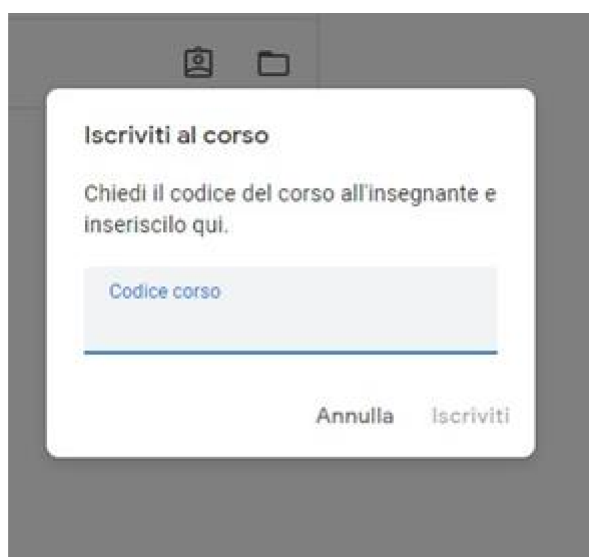 Iscriviti al corso
Chiedi il codice del corso all'insegnante e
inseriscilo qui.
Codice corso
Annulla Iscriviti